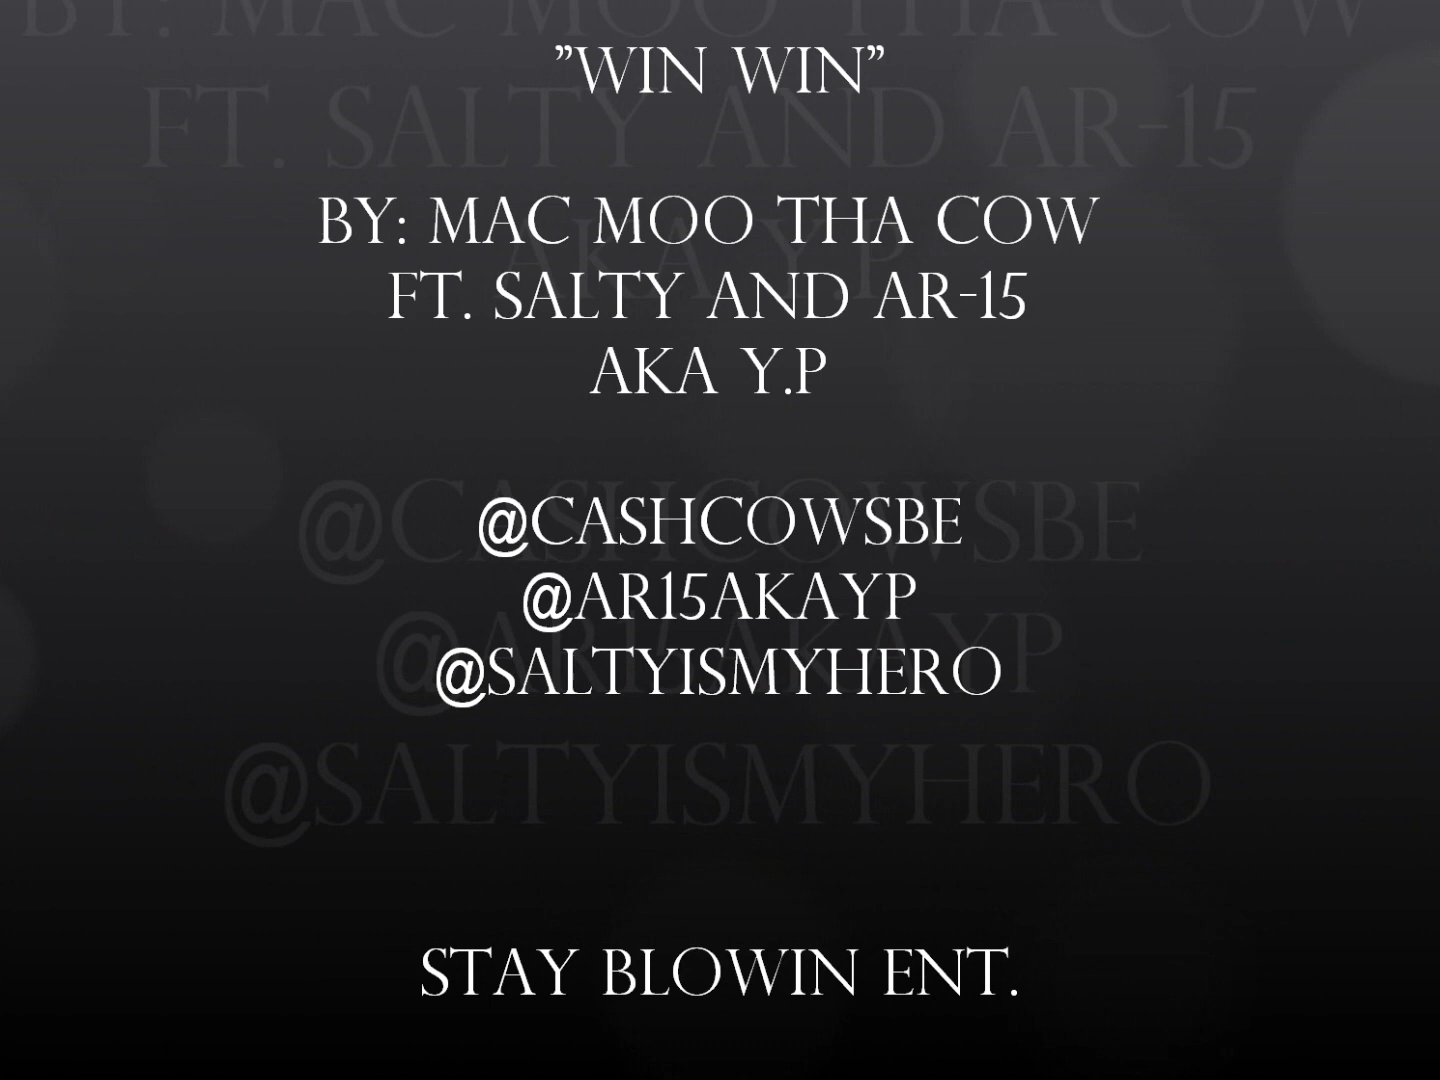 ”WIN WIN”
BY: MAC MOO THA COW
FT. SALTY AND AR-15
AKA Y.P
@CASHCOWSBE
@AR15AKAYP
@SALTYISMYHERO
STAY BLOWIN ENT.